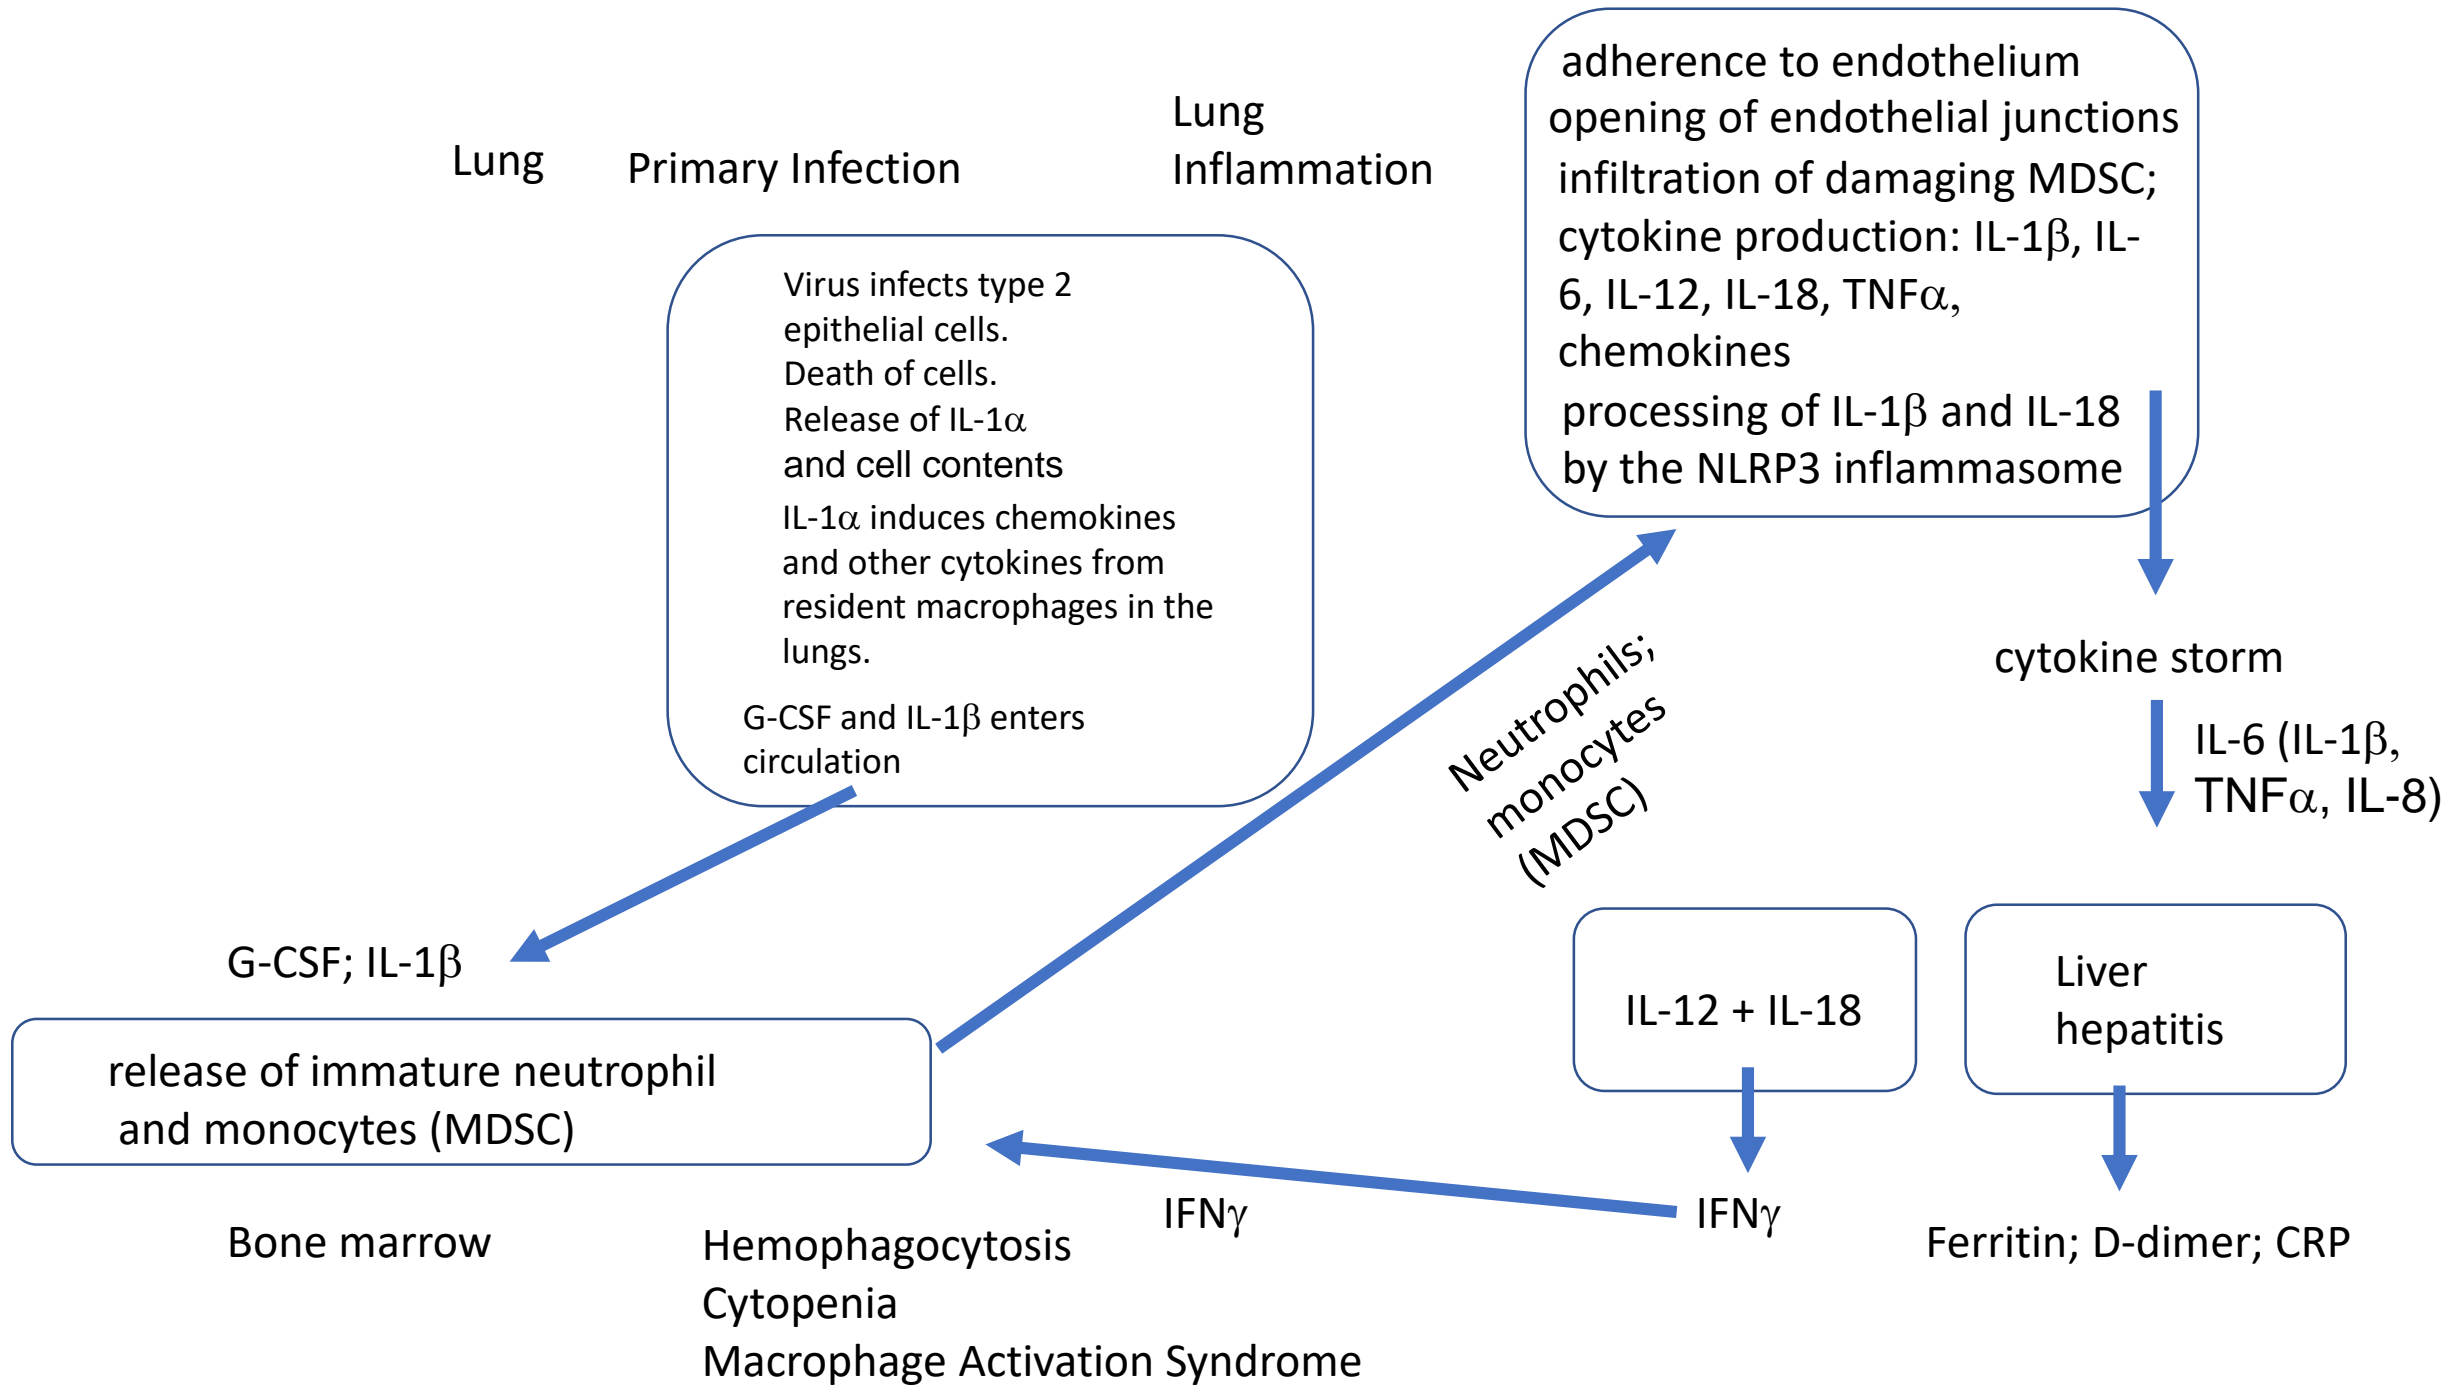 Lung
Primary Infection
Lung
Inflammation
Virus infects type 2
epithelial cells.
Death of cells.
Release of IL-1α
and cell contents
IL-1α induces chemokines
and other cytokines from
resident macrophages in the
lungs.
G-CSF and IL-1β enters
circulation
adherence to endothelium
opening of endothelial junctions
infiltration of damaging MDSC;
cytokine production: IL-1β, IL-
6, IL-12, IL-18, TNFα,
chemokines
processing of IL-1β and IL-18
by the NLRP3 inflammasome
Neutrophils;
monocytes
(MDSC)
cytokine storm
IL-6 (IL-1β,
TNFα, IL-8)
G-CSF; IL-1β
release of immature neutrophil
and monocytes (MDSC)
Bone marrow
IL-12 + IL-18
Liver
hepatitis
IFNγ
IFNγ
Ferritin; D-dimer; CRP
Hemophagocytosis
Cytopenia
Macrophage Activation Syndrome